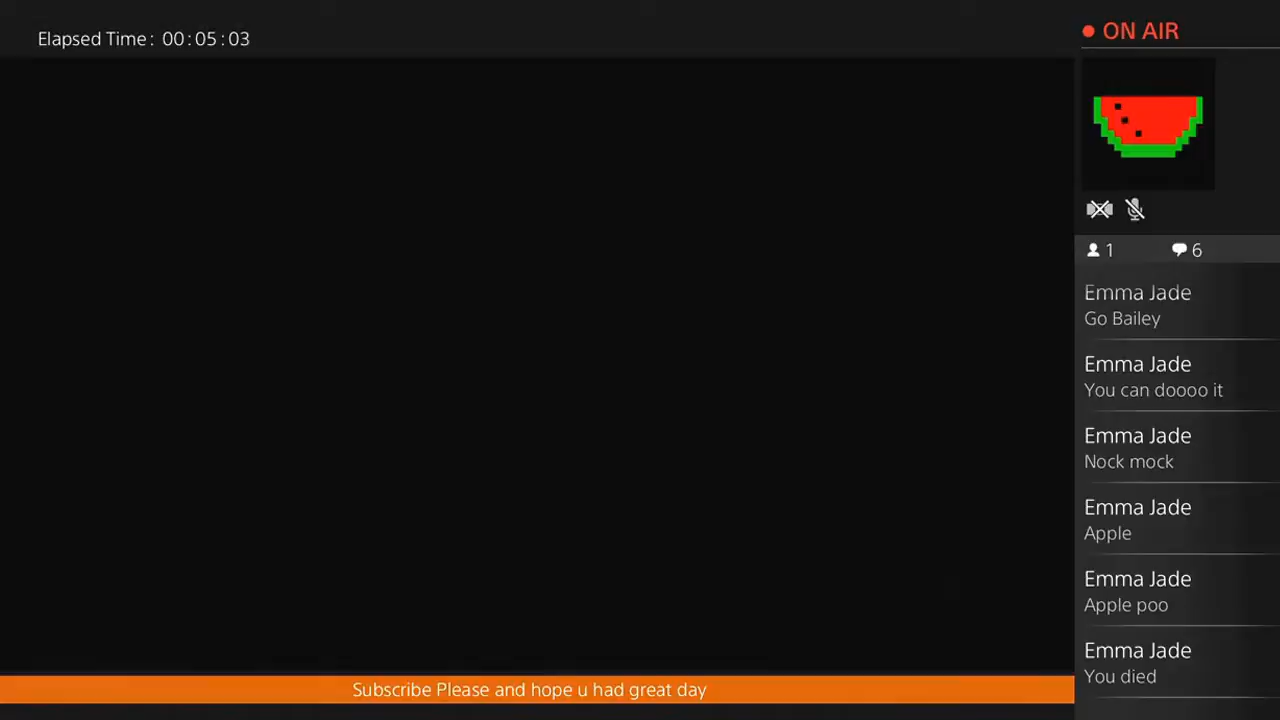 Elapsed Time: 00:05:03
ON AIR
1 6
Emma Jade
Go Bailey
Emma Jade
You can doooo it
Emma Jade
Nock mock
Emma Jade
Apple
Emma Jade
Apple poo
Emma Jade
You died
Subscribe Please and hope u had great day